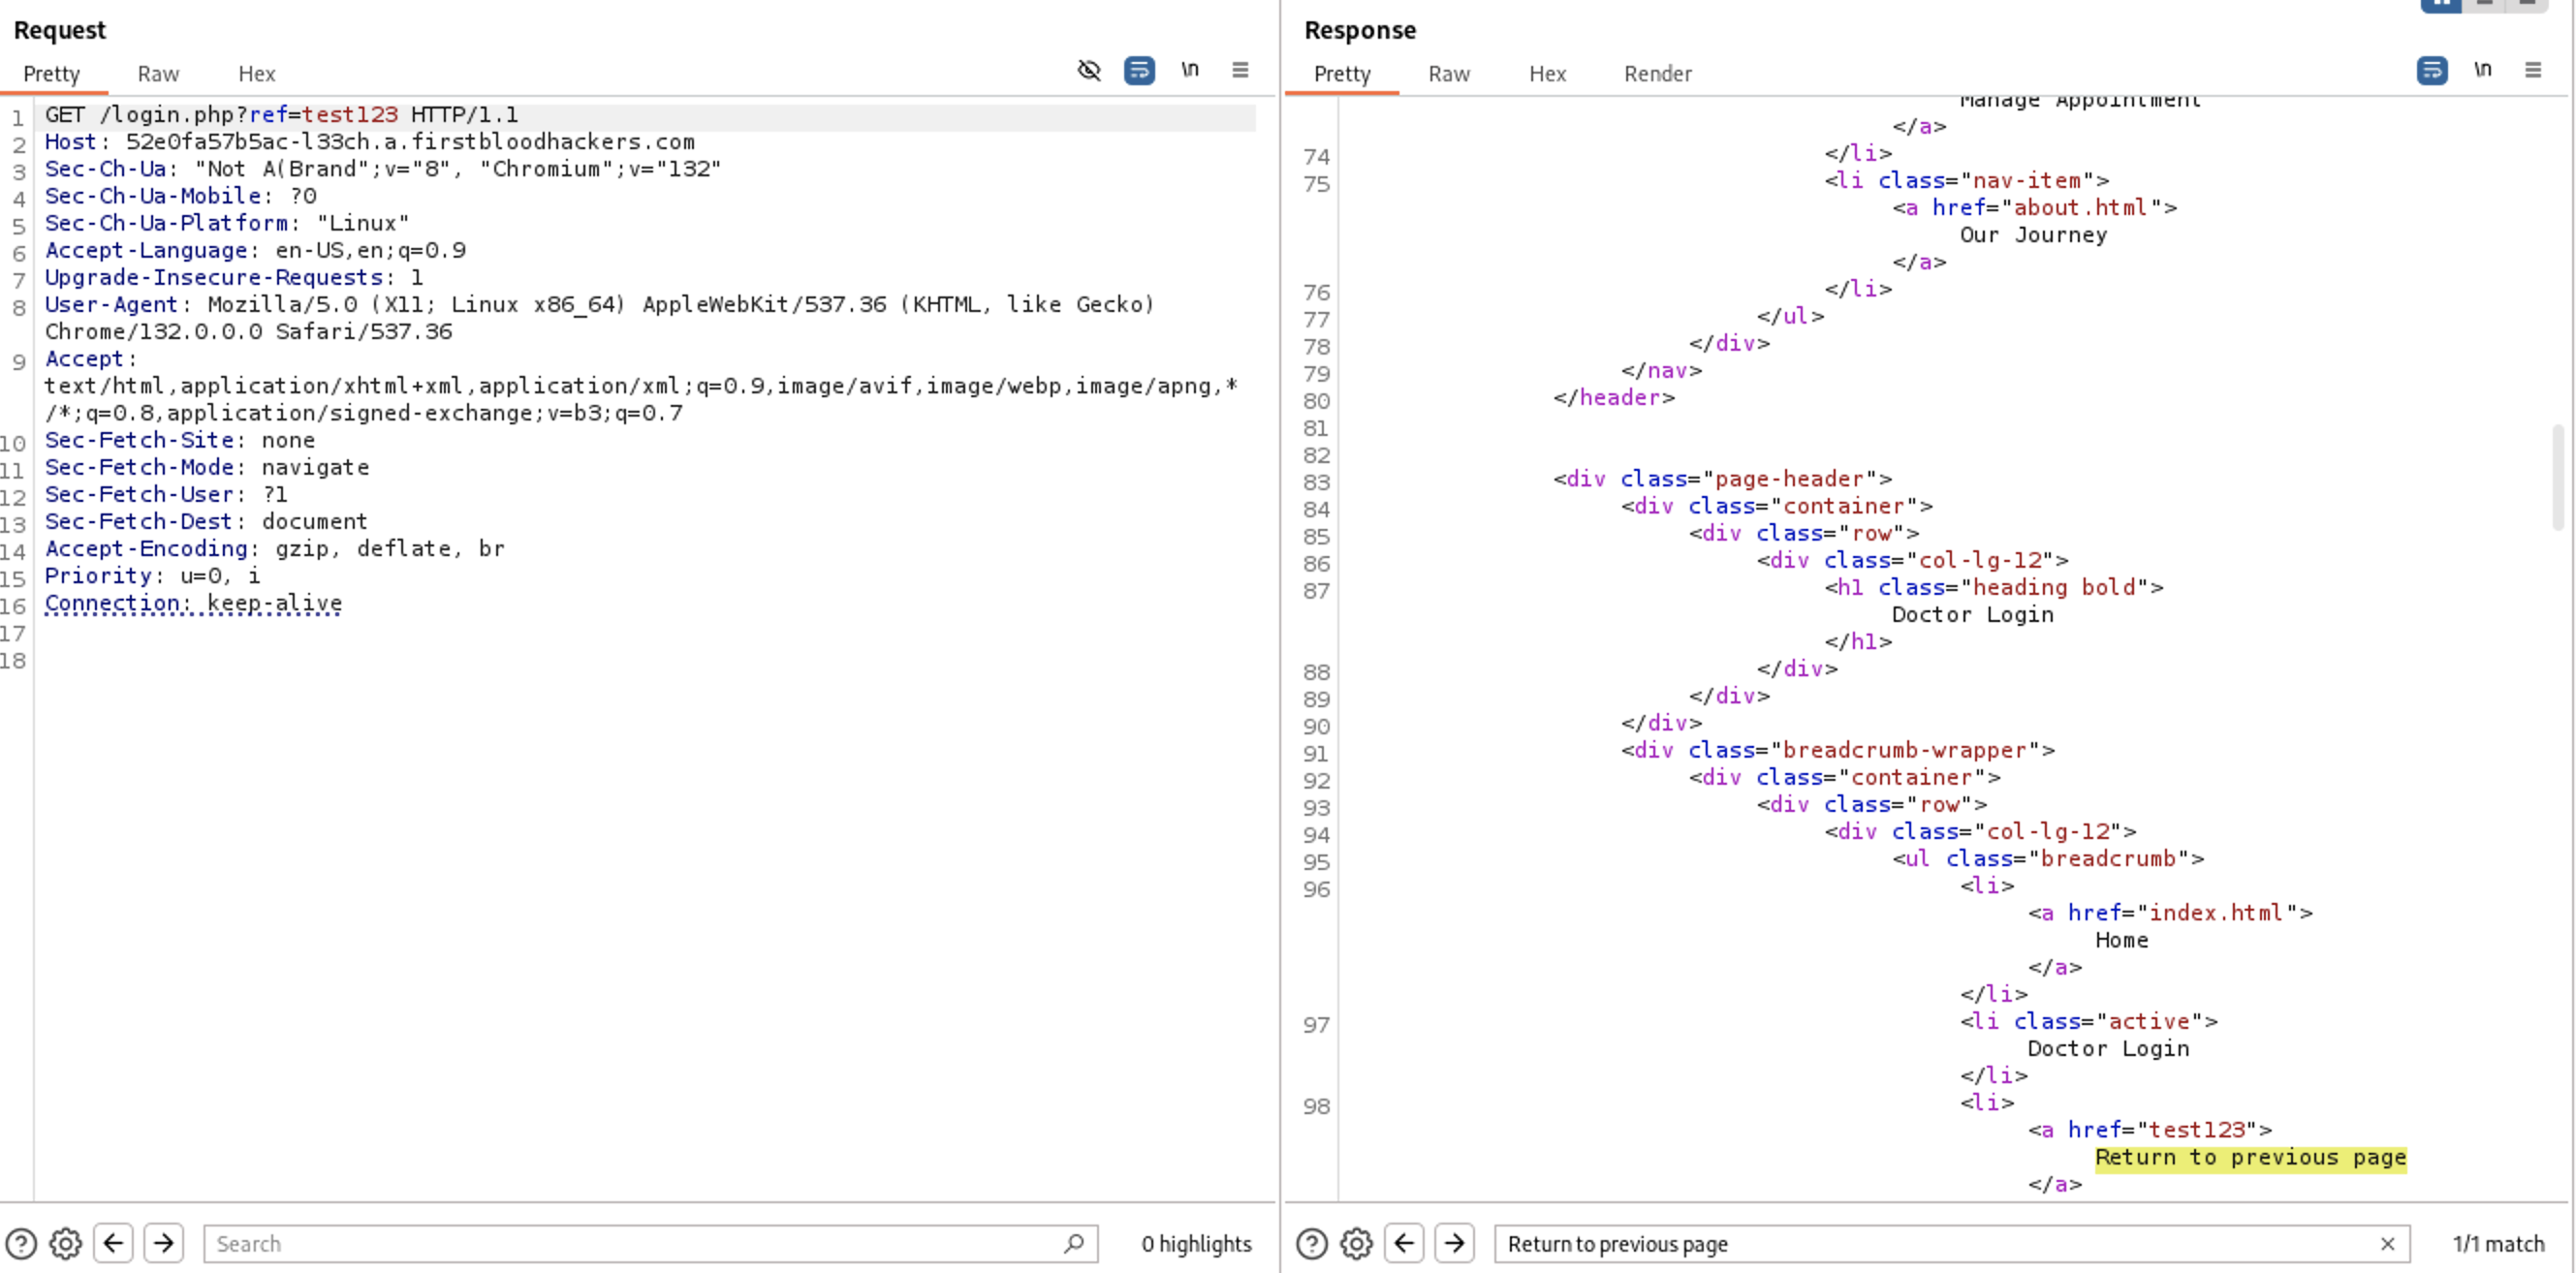 Request
Pretty Raw Hex
\n
1 GET /login.php?ref=test123 HTTP/1.1
2 Host: 52e0fa57b5ac-l33ch.a.firstbloodhackers.com
3 Sec-Ch-Ua: "Not A(Brand";v="8", "Chromium";v="132"
4 Sec-Ch-Ua-Mobile: ?0
5 Sec-Ch-Ua-Platform: "Linux"
6 Accept-Language: en-US,en;q=0.9
7 Upgrade-Insecure-Requests: 1
8 User-Agent: Mozilla/5.0 (X11; Linux x86_64) AppleWebKit/537.36 (KHTML, like Gecko)
Chrome/132.0.0.0 Safari/537.36
9 Accept:
text/html,application/xhtml+xml,application/xml;q=0.9,image/avif,image/webp,image/apng,*
/*;q=0.8,application/signed-exchange;v=b3;q=0.7
10 Sec-Fetch-Site: none
11 Sec-Fetch-Mode: navigate
12 Sec-Fetch-User: ?1
13 Sec-Fetch-Dest: document
14 Accept-Encoding: gzip, deflate, br
15 Priority: u=0, i
16 Connection: keep-alive
17
18
Search
0 highlights
Response
Pretty Raw Hex Render
\n
Manage Appointment
</a>
74 </li>
75 <li class="nav-item">
<a href="about.html">
Our Journey
</a>
76 </li>
77 </ul>
78 </div>
79 </nav>
80 </header>
81
82
83 <div class="page-header">
84 <div class="container">
85 <div class="row">
86 <div class="col-lg-12">
87 <h1 class="heading bold">
Doctor Login
</h1>
88 </div>
89 </div>
90 </div>
91 <div class="breadcrumb-wrapper">
92 <div class="container">
93 <div class="row">
94 <div class="col-lg-12">
95 <ul class="breadcrumb">
96 <li>
<a href="index.html">
Home
</a>
</li>
97 <li class="active">
Doctor Login
</li>
98 <li>
<a href="test123">
Return to previous page
</a>
Return to previous page
1/1 match